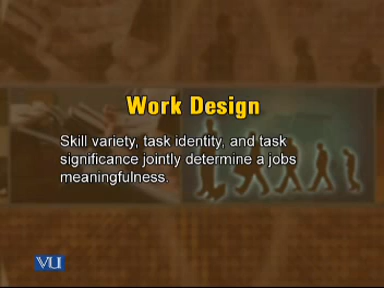 Work Design
Skill variety, task identity, and task
significance jointly determine a jobs
meaningfulness.
VU